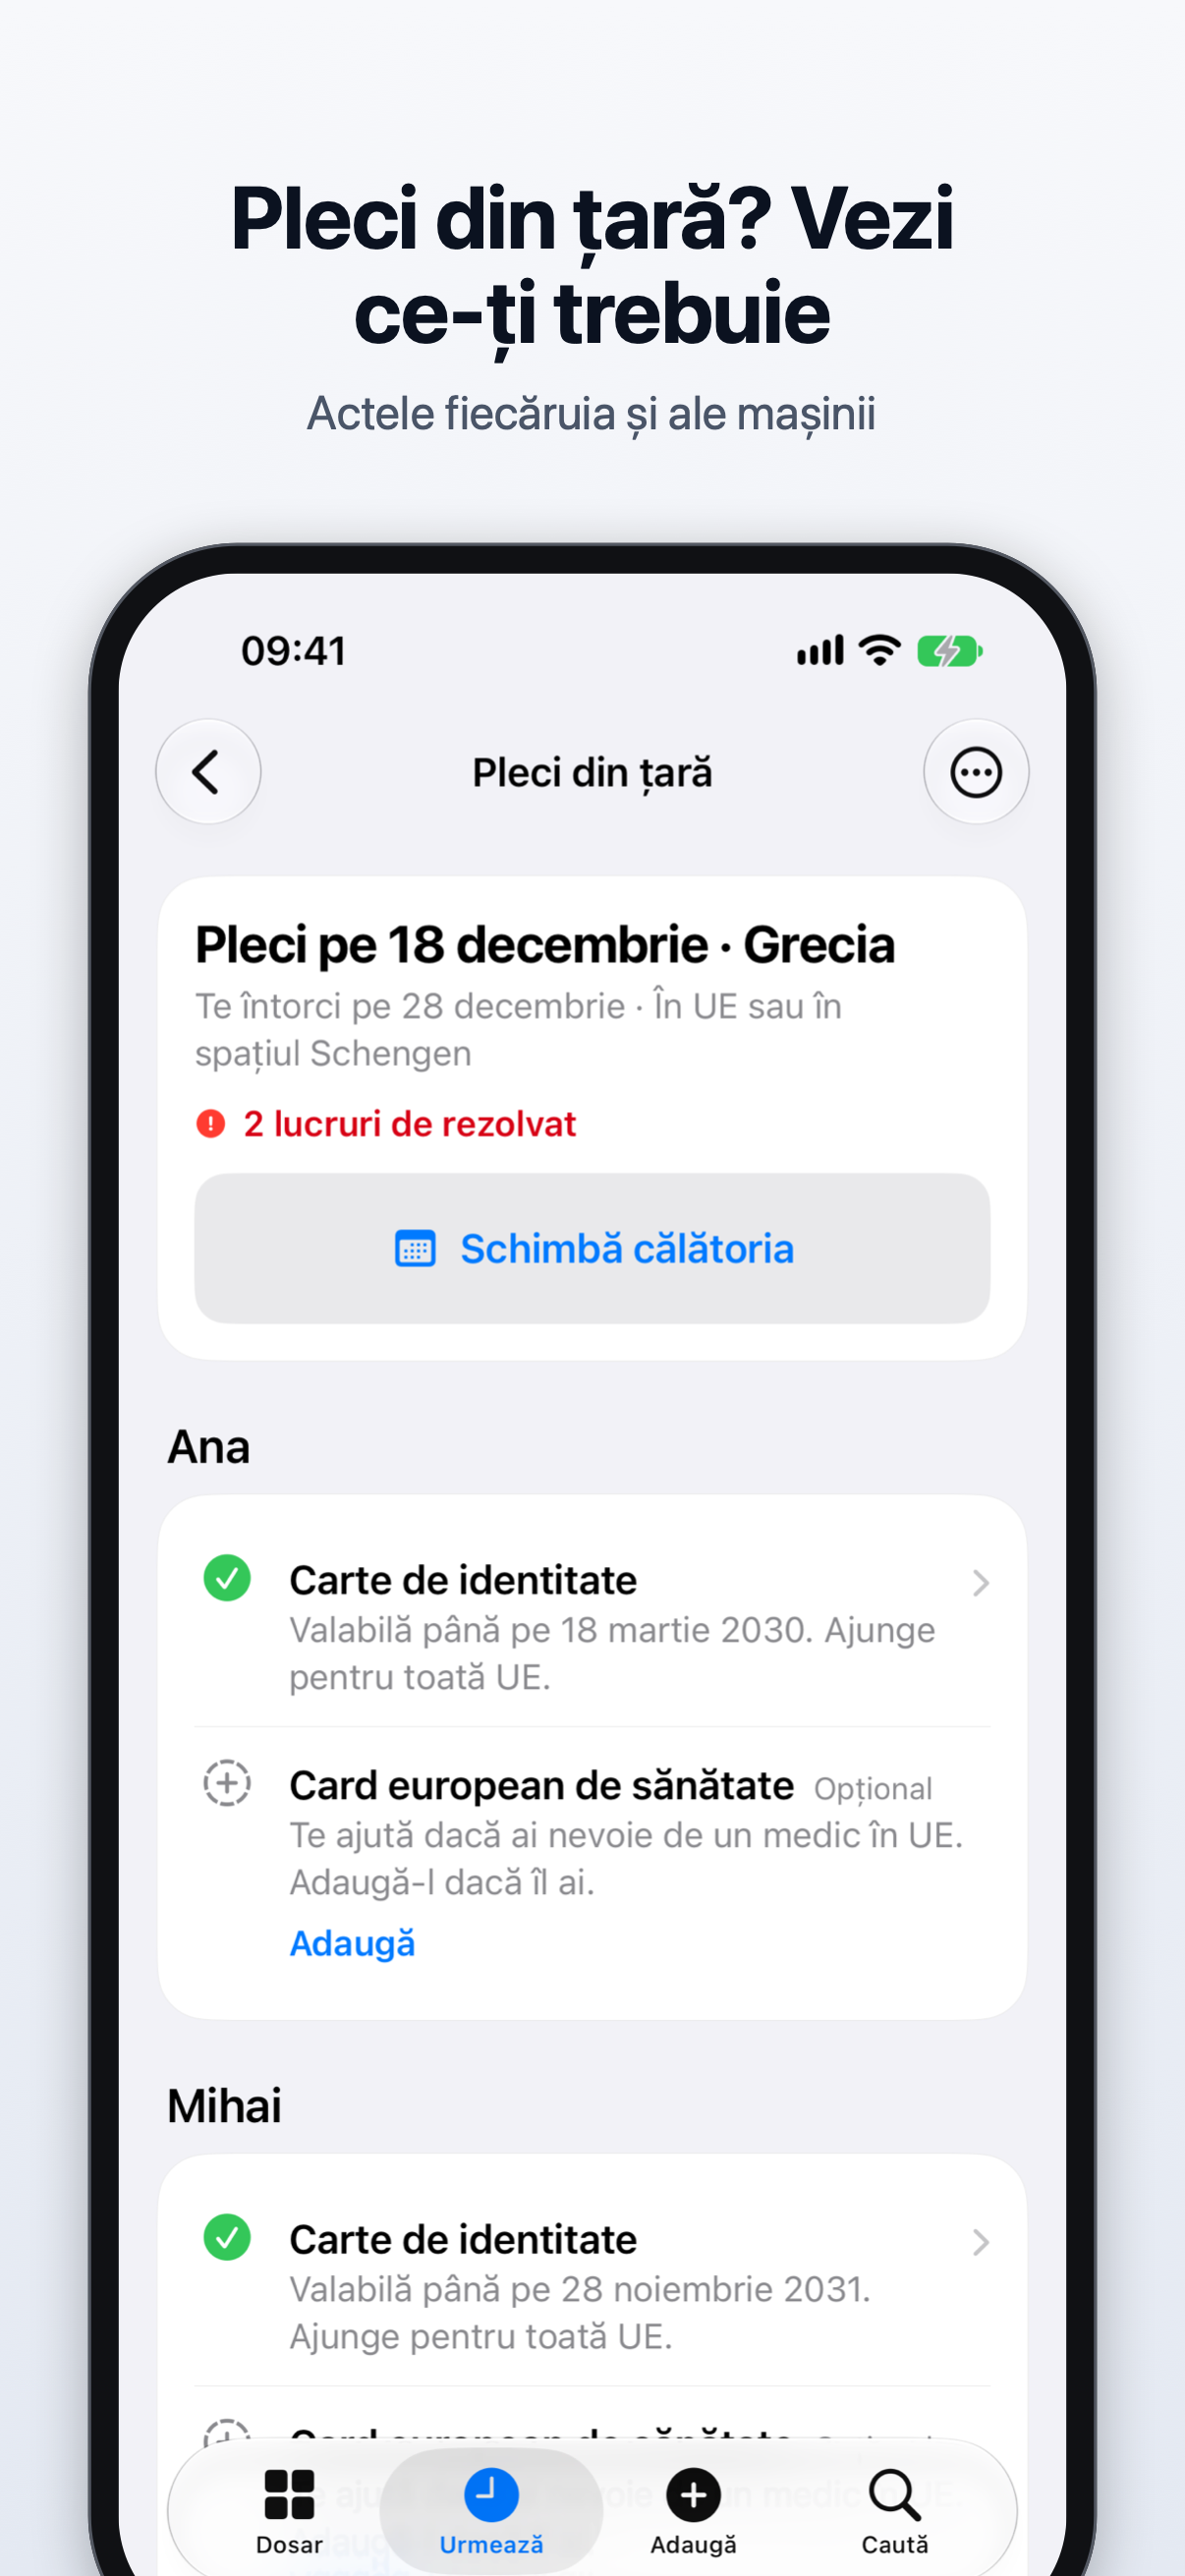 Pleci din țară? Vezi
ce-ți trebuie
Actele fiecăruia și ale mașinii
09:41
Pleci din țară
Pleci pe 18 decembrie · Grecia
Te întorci pe 28 decembrie · În UE sau în
spațiul Schengen
2 lucruri de rezolvat
Schimbă călătoria
Ana
Carte de identitate
Valabilă până pe 18 martie 2030. Ajunge
pentru toată UE.
Card european de sănătate Opțional
Te ajută dacă ai nevoie de un medic în UE.
Adaugă-l dacă îl ai.
Adaugă
Mihai
Carte de identitate
Valabilă până pe 28 noiembrie 2031.
Ajunge pentru toată UE.
Card european de sănătate
Dosar
Urmează
Adaugă
Caută